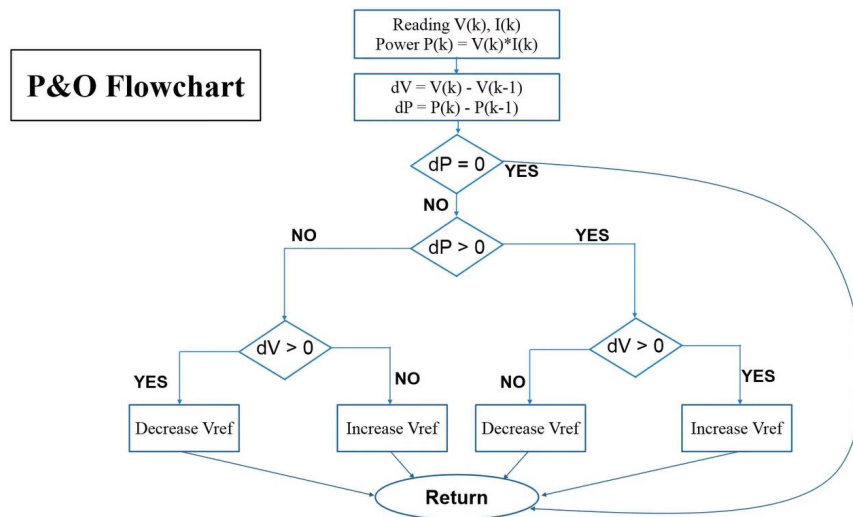 Reading V(k), I(k)
Power P(k) = V(k)*I(k)
P&O Flowchart
dV = V(k) - V(k-1)
dP = P(k) - P(k-1)
dP = 0
YES
NO
NO
dP > 0
YES
dV > 0
dV > 0
YES
NO
NO
YES
Decrease Vref
Increase Vref
Decrease Vref
Increase Vref
Return